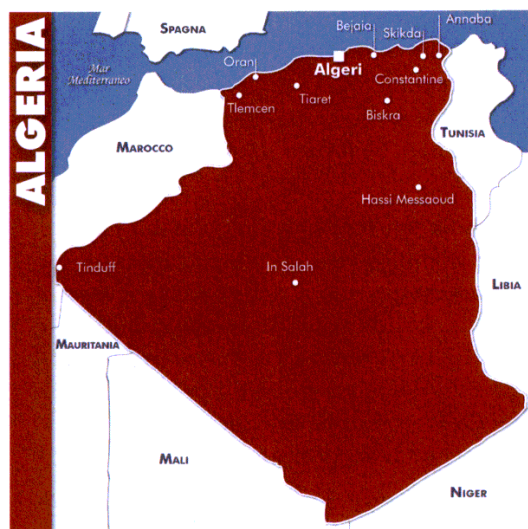 ALGERIA
SPAGNA
Annaba
Bejaia
Skikda
Oran
Algeri
Mar
Mediterraneo
Constantine
Tlemcen
Tiaret
Biskra
TUNISIA
MAROCCO
Hassi Messaoud
Tinduff
In Salah
LIBIA
MAURITANIA
MALI
NIGER